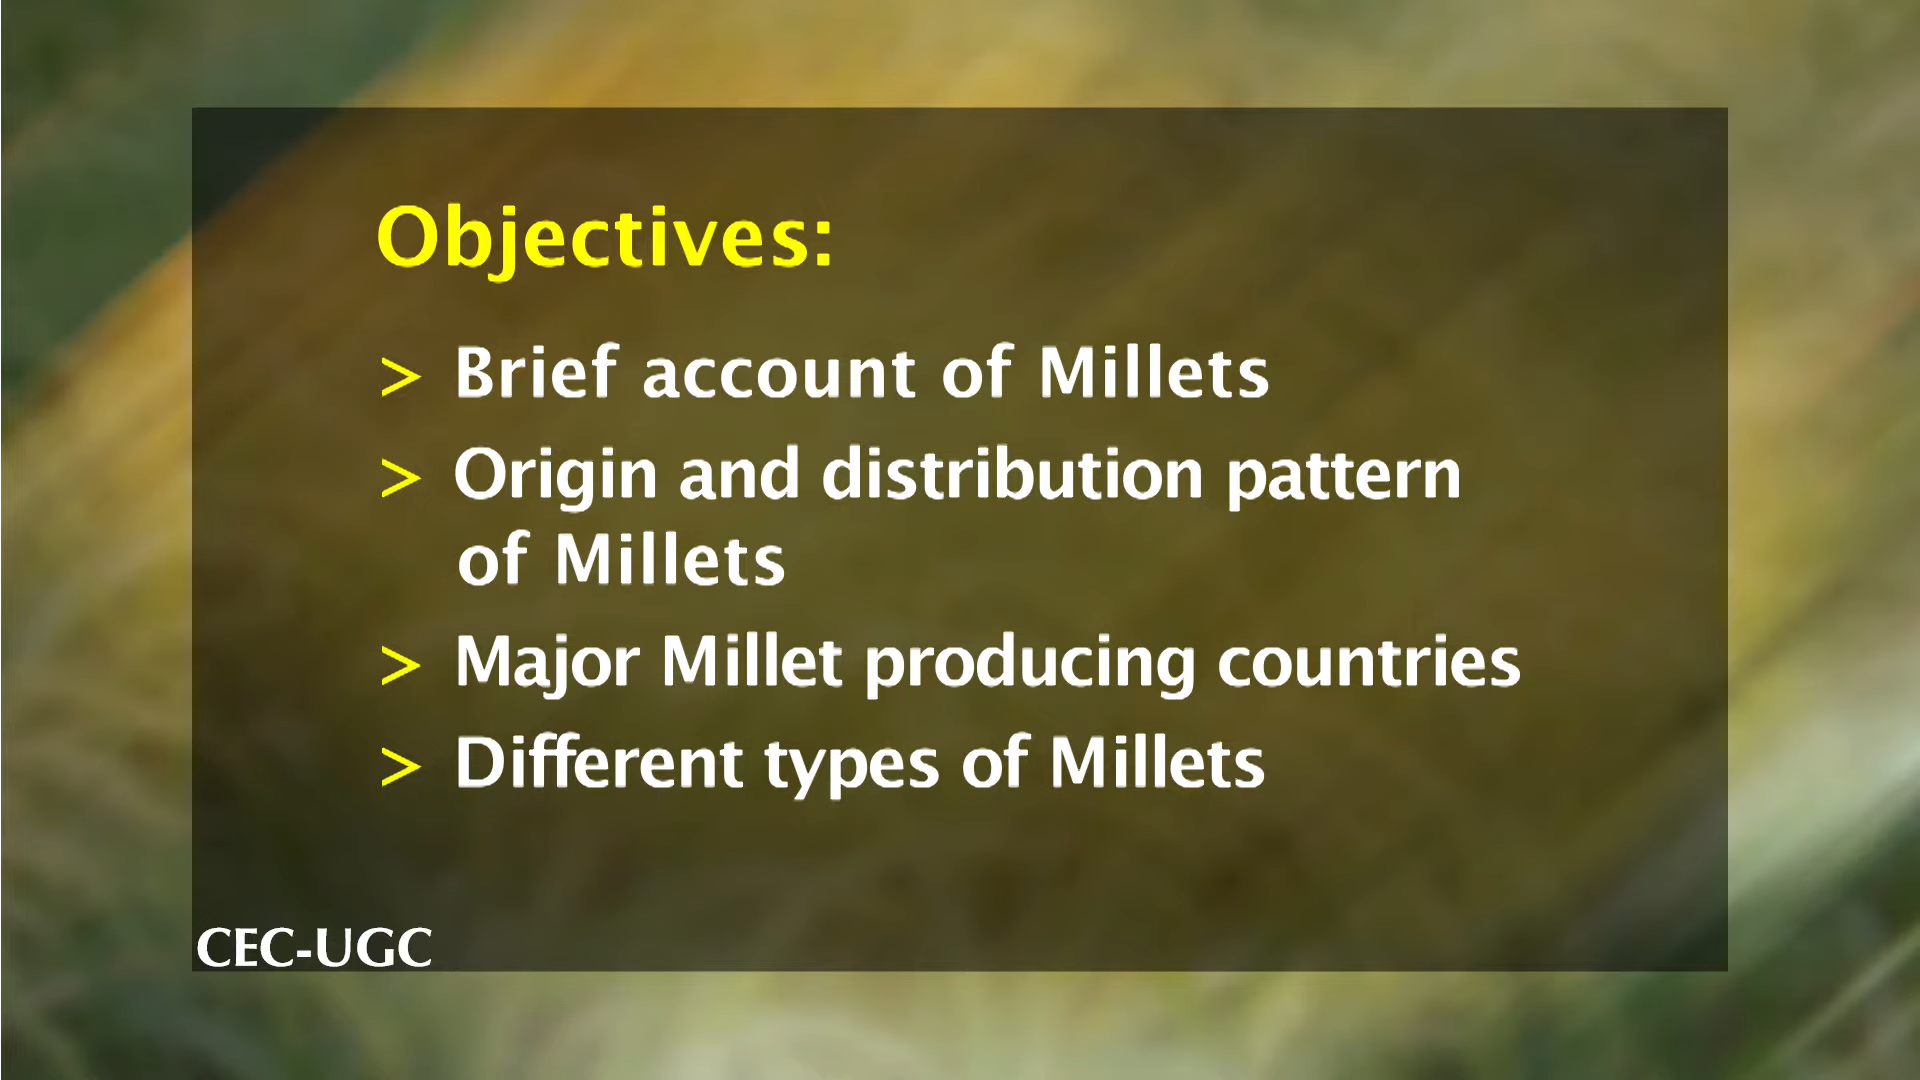 Objectives:
> Brief account of Millets
> Origin and distribution pattern
of Millets
> Major Millet producing countries
> Different types of Millets
CEC-UGC